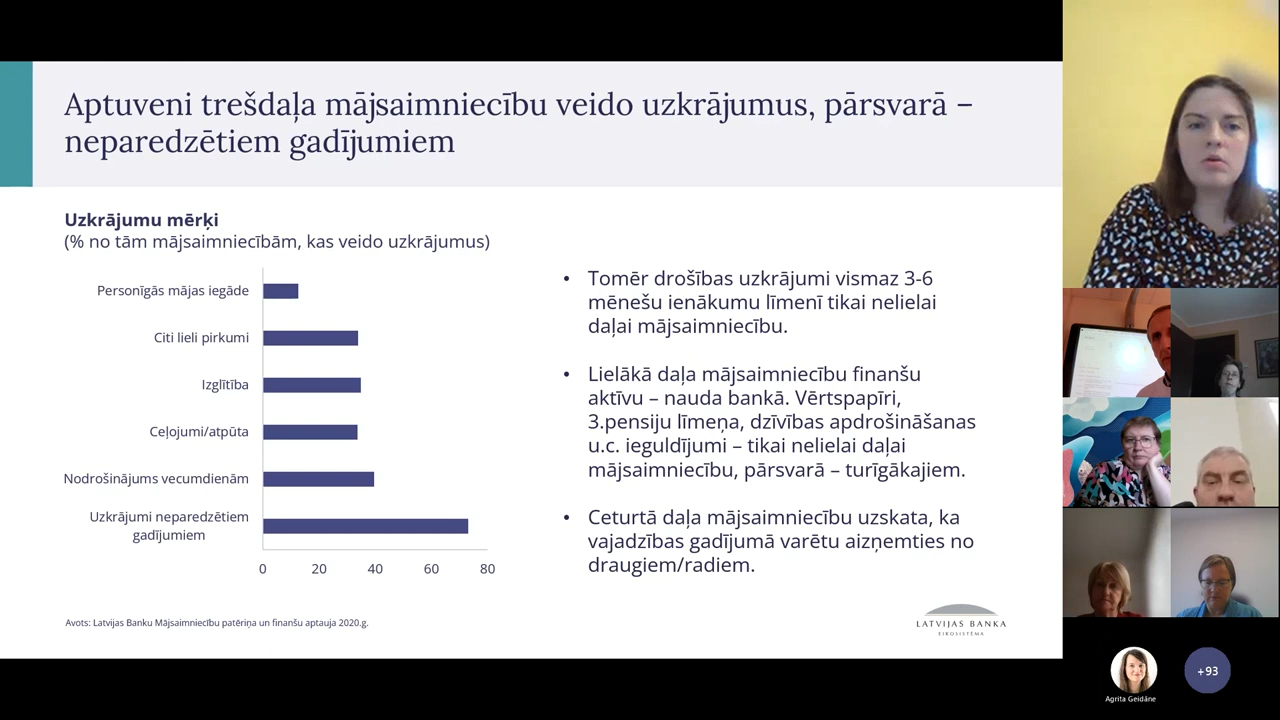 Aptuveni trešdaļa mājsaimniecību veido uzkrājumus, pārsvarā –
neparedzētiem gadījumiem
Uzkrājumu mērķi
(% no tām mājsaimniecībām, kas veido uzkrājumus)
Personīgās mājas iegāde
Citi lieli pirkumi
Izglītība
Ceļojumi/atpūta
Nodrošinājums vecumdienām
Uzkrājumi neparedzētiem
gadījumiem
0 20 40 60 80
• Tomēr drošības uzkrājumi vismaz 3-6
mēnešu ienākumu līmenī tikai nelielai
daļai mājsaimniecību.
• Lielākā daļa mājsaimniecību finanšu
aktīvu – nauda bankā. Vērtspapīri,
3.pensiju līmeņa, dzīvības apdrošināšanas
u.c. ieguldījumi – tikai nelielai daļai
mājsaimniecību, pārsvarā – turīgākajiem.
• Ceturtā daļa mājsaimniecību uzskata, ka
vajadzības gadījumā varētu aizņemties no
draugiem/radiem.
Avots: Latvijas Banku Mājsaimniecību patēriņa un finanšu aptauja 2020.g.
LATVIJAS BANKA
EIROSISTĒMA
Agrita Geidāne
+93